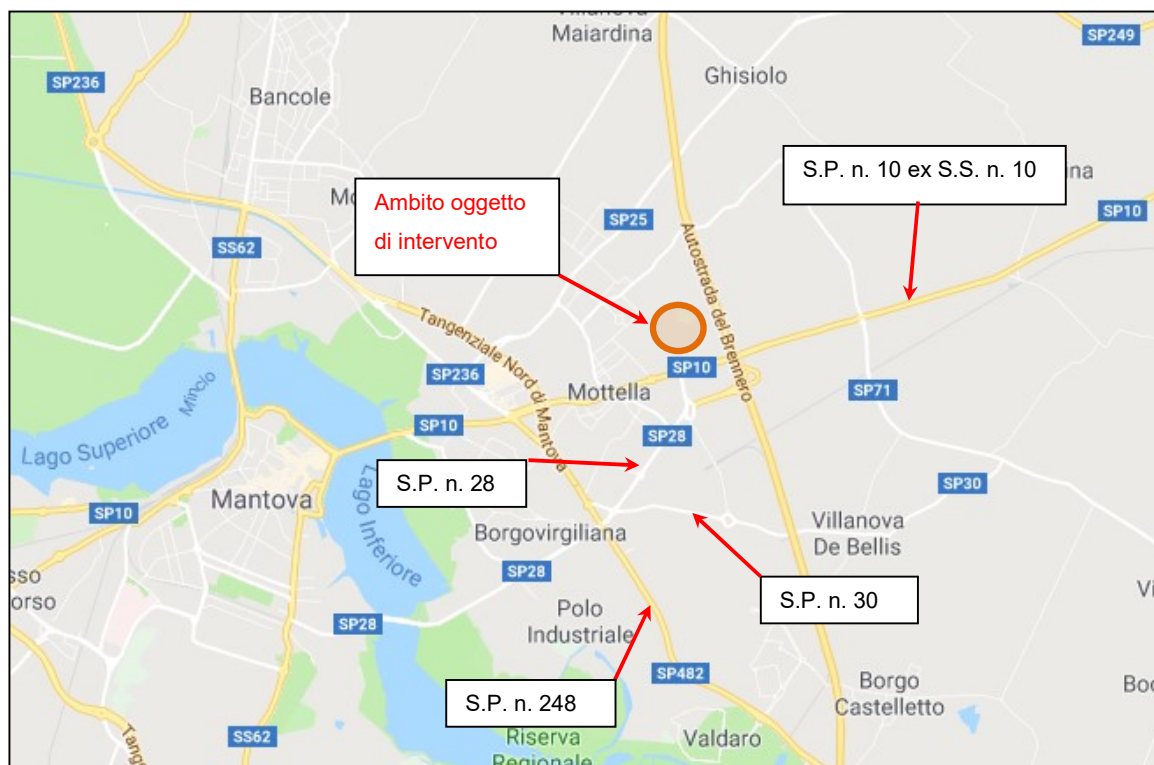 Villanova
Maiardina
SP249
SP236
Bancole
Ghisiolo
S.P. n. 10 ex S.S. n. 10
Ambito oggetto
di intervento
SP25
SP10
SS62
Autostrada del Brennero
Tangenziale Nord di Mantova
Mincio
Lago Superiore
SP236
SP10
Mottella
SP71
SP10
SP28
S.P. n. 28
Mantova
Lago Inferiore
SP10
SP30
Borgovirgiliana
Villanova
De Bellis
SP28
S.P. n. 30
Polo
Industriale
SP28
SP482
S.P. n. 248
Borgo
Castelletto
SS62
Riserva
Regionale
Valdaro